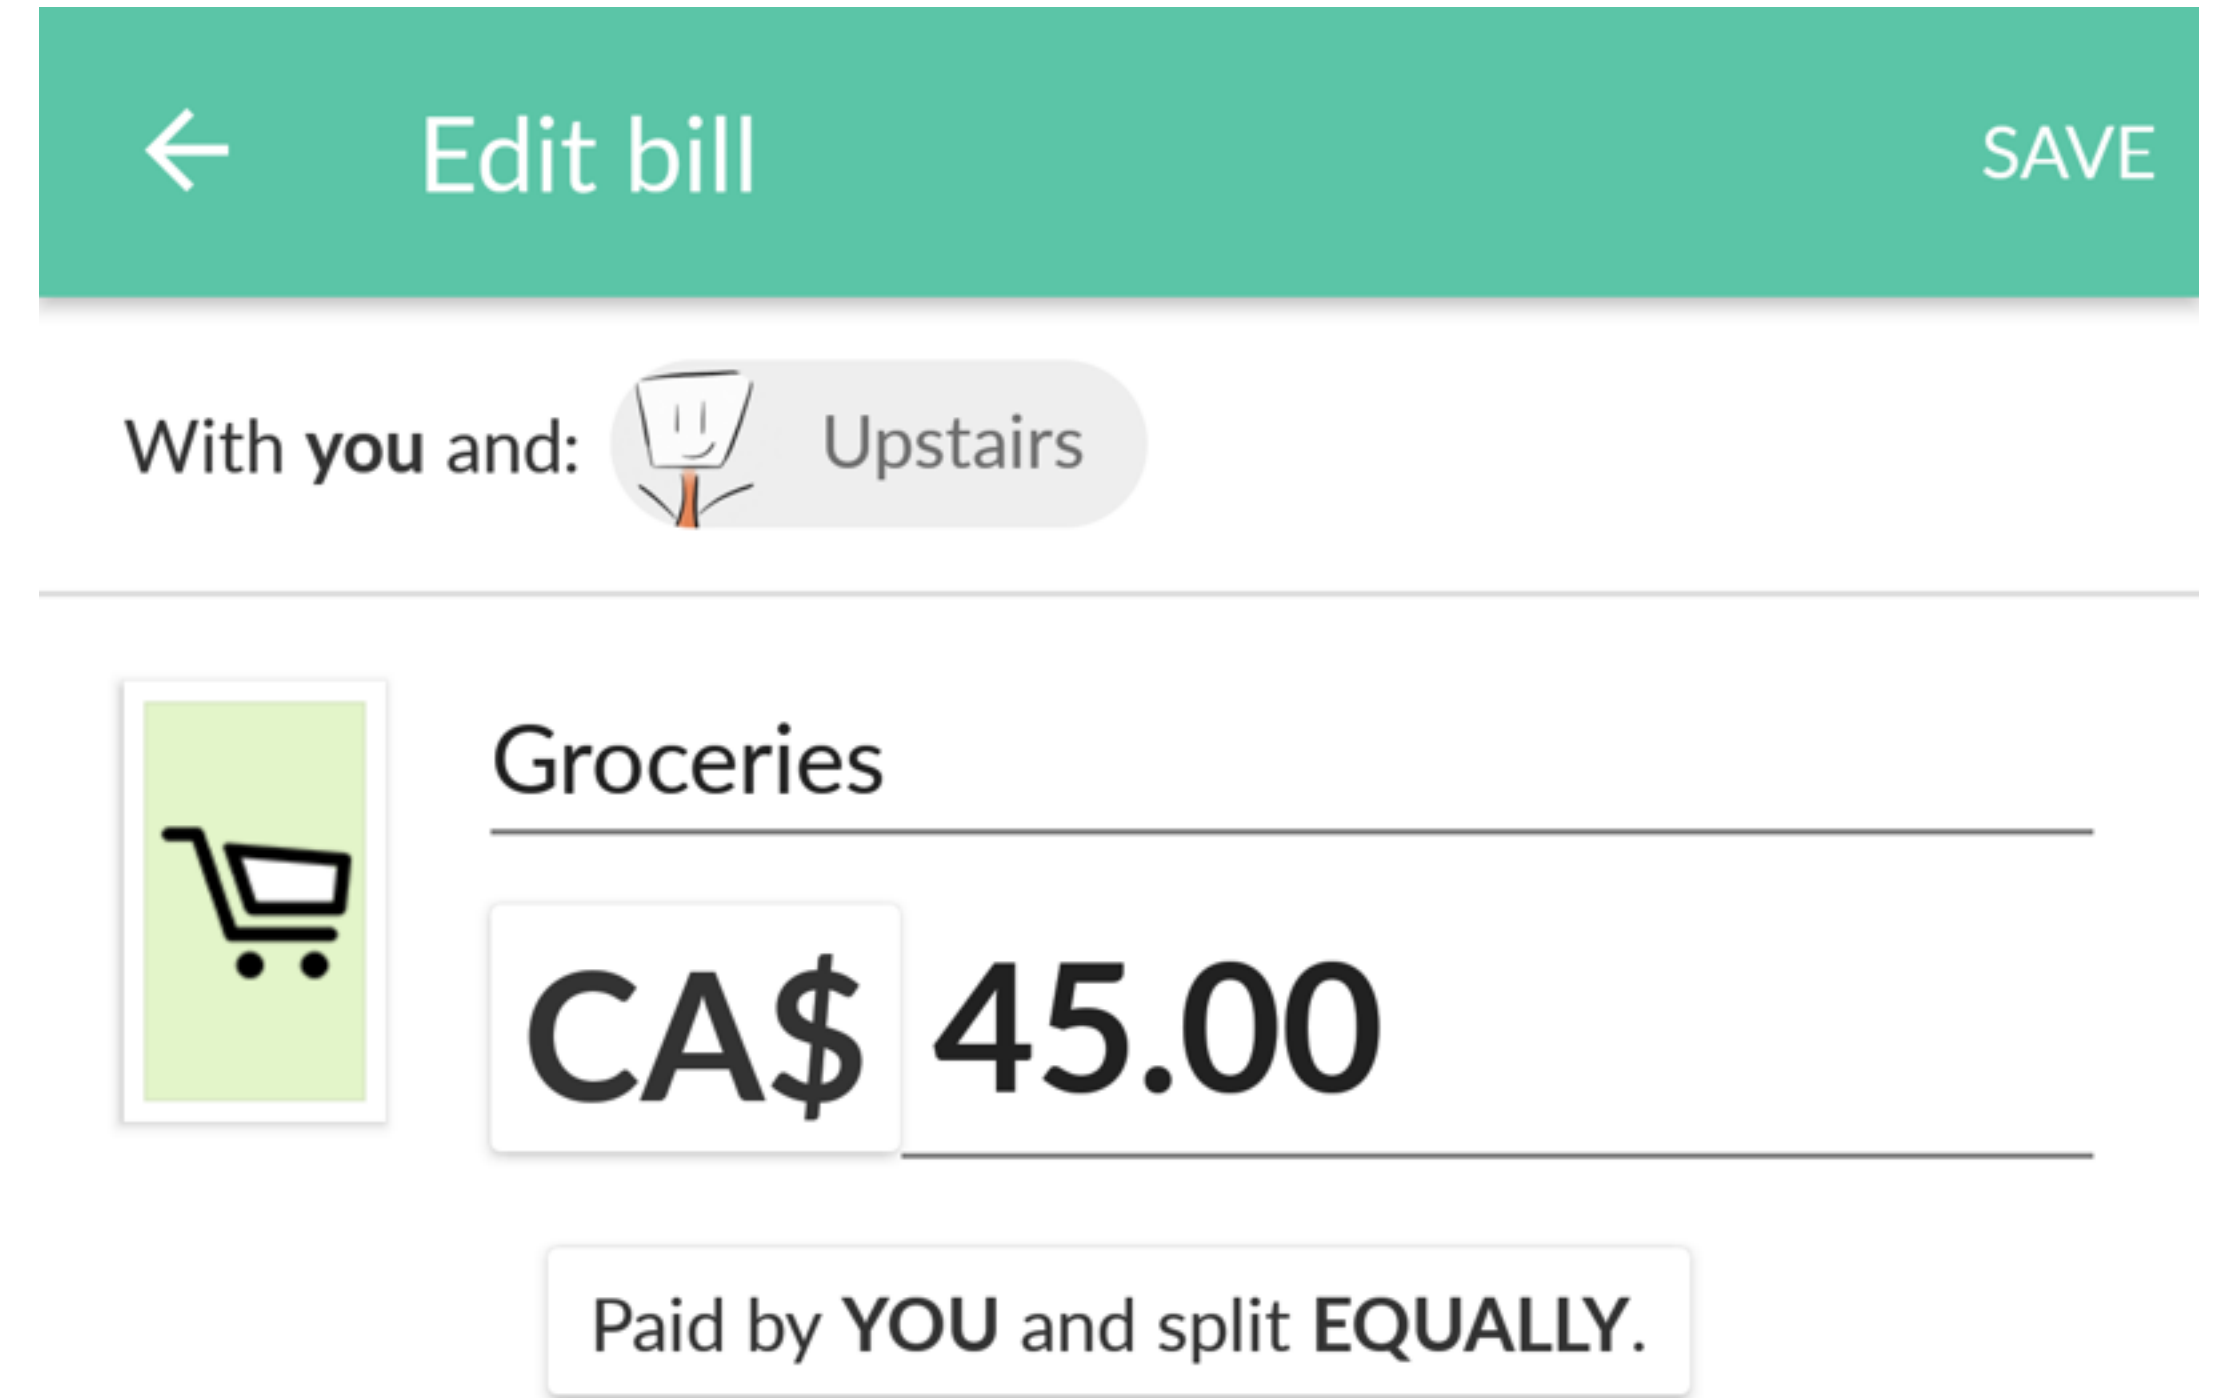 Edit bill SAVE
With you and: Upstairs
Groceries
CA$ 45.00
Paid by YOU and split EQUALLY.